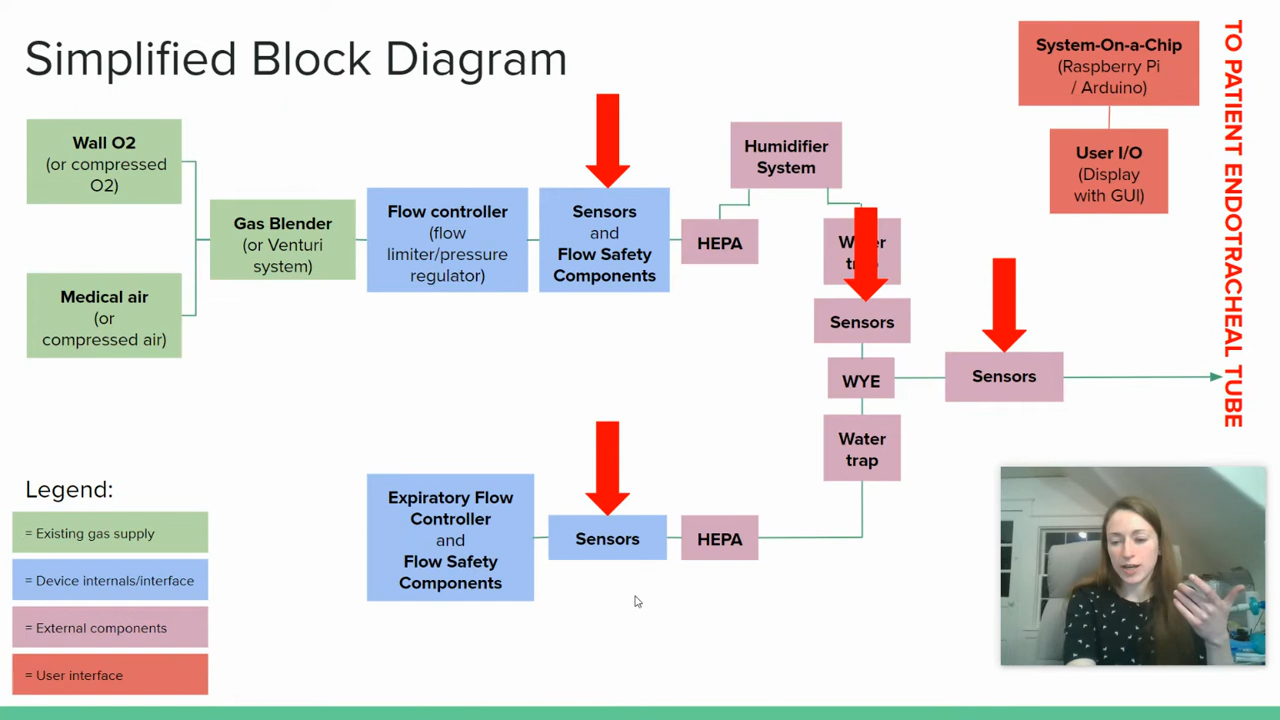 Simplified Block Diagram
Wall O2
(or compressed
O2)
Medical air
(or
compressed air)
Gas Blender
(or Venturi
system)
Flow controller
(flow
limiter/pressure
regulator)
Sensors
and
Flow Safety
Components
HEPA
Humidifier
System
Sensors
WYE
Water
trap
Sensors
TO PATIENT ENDOTRACHEAL TUBE
System-On-a-Chip
(Raspberry Pi
/ Arduino)
User I/O
(Display
with GUI)
Expiratory Flow
Controller
and
Flow Safety
Components
Sensors
HEPA
Legend:
= Existing gas supply
= Device internals/interface
= External components
= User interface